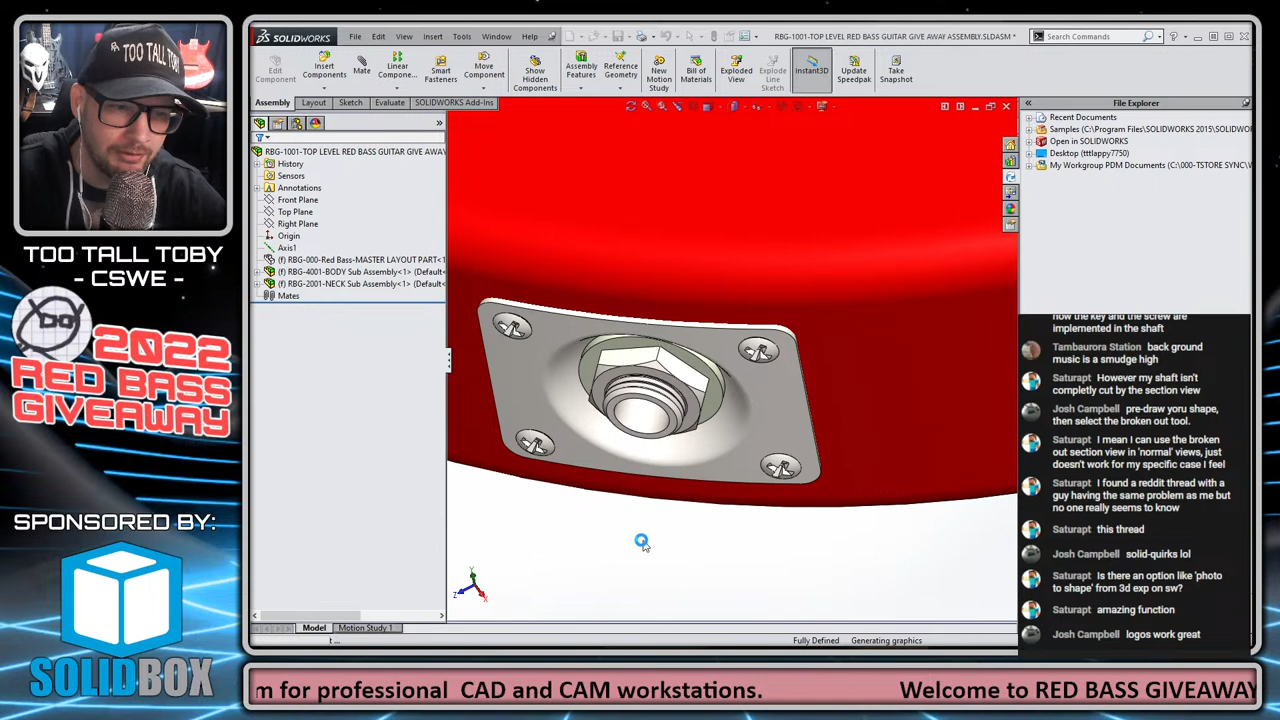 TOO TALL TOBY
TOO TALL TOBY
- CSWE -
2022
RED BASS
GIVEAWAY
SPONSORED BY:
SOLIDBOX
SOLIDWORKS
File Edit View Insert Tools Window Help
RBG-1001-TOP LEVEL RED BASS GUITAR GIVE AWAY ASSEMBLY.SLDASM *
Search Commands
Edit Component
Insert Components
Mate
Linear Compone...
Smart Fasteners
Move Component
Show Hidden Components
Assembly Features
Reference Geometry
New Motion Study
Bill of Materials
Exploded View
Explode Line Sketch
Instant3D
Update Speedpak
Take Snapshot
Assembly Layout Sketch Evaluate SOLIDWORKS Add-Ins
RBG-1001-TOP LEVEL RED BASS GUITAR GIVE AWAY
History
Sensors
Annotations
Front Plane
Top Plane
Right Plane
Origin
Axis1
(f) RBG-000-Red Bass-MASTER LAYOUT PART<1
(f) RBG-4001-BODY Sub Assembly<1> (Default<
(f) RBG-2001-NECK Sub Assembly<1> (Default<
Mates
Y
Z
X
Model Motion Study 1
Fully Defined Generating graphics
File Explorer
Recent Documents
Samples (C:\Program Files\SOLIDWORKS 2015\SOLIDWO
Open in SOLIDWORKS
Desktop (tttlappy7750)
My Workgroup PDM Documents (C:\000-TSTORE SYNC\W
how the key and the screw are
implemented in the shaft
Tambaurora Station back ground
music is a smudge high
Saturapt However my shaft isn't
completly cut by the section view
Josh Campbell pre-draw yoru shape,
then select the broken out tool.
Saturapt I mean I can use the broken
out section view in 'normal' views, just
doesn't work for my specific case I feel
Saturapt I found a reddit thread with a
guy having the same problem as me but
no one really seems to know
Saturapt this thread
Josh Campbell solid-quirks lol
Saturapt Is there an option like 'photo
to shape' from 3d exp on sw?
Saturapt amazing function
Josh Campbell logos work great
m for professional CAD and CAM workstations. Welcome to RED BASS GIVEAWAY